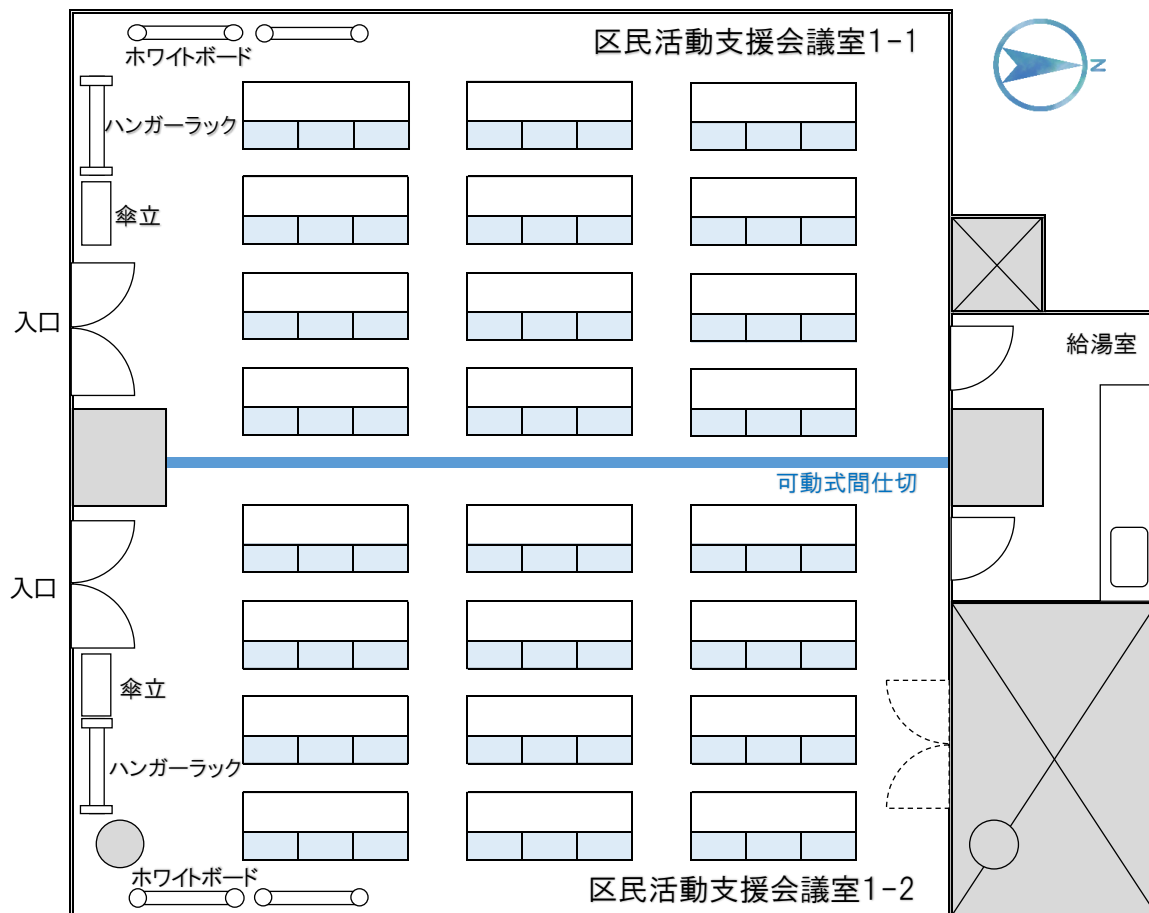 区民活動支援会議室1-1
ホワイトボード
N
ハンガーラック
傘立
入口
給湯室
可動式間仕切
入口
傘立
ハンガーラック
ホワイトボード
区民活動支援会議室1-2